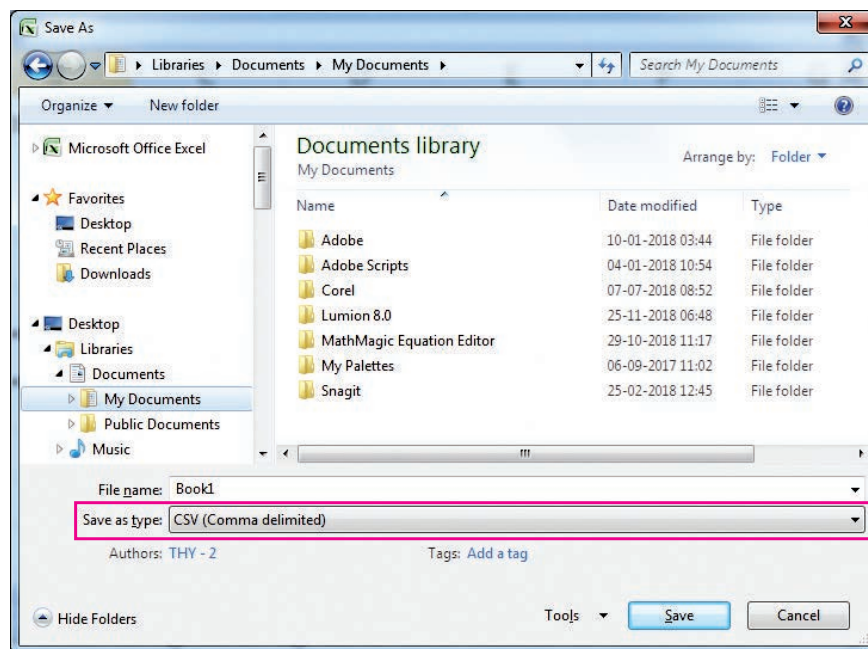 Save As
Libraries Documents My Documents
Search My Documents
Organize New folder
Microsoft Office Excel
Favorites
Desktop
Recent Places
Downloads
Desktop
Libraries
Documents
My Documents
Public Documents
Music
Documents library
My Documents
Arrange by: Folder
Name Date modified Type
Adobe 10-01-2018 03:44 File folder
Adobe Scripts 04-01-2018 10:54 File folder
Corel 07-07-2018 08:52 File folder
Lumion 8.0 25-11-2018 06:48 File folder
MathMagic Equation Editor 29-10-2018 11:17 File folder
My Palettes 06-09-2017 11:02 File folder
Snagit 25-02-2018 12:45 File folder
File name: Book1
Save as type: CSV (Comma delimited)
Authors: THY - 2 Tags: Add a tag
Hide Folders Tools Save Cancel